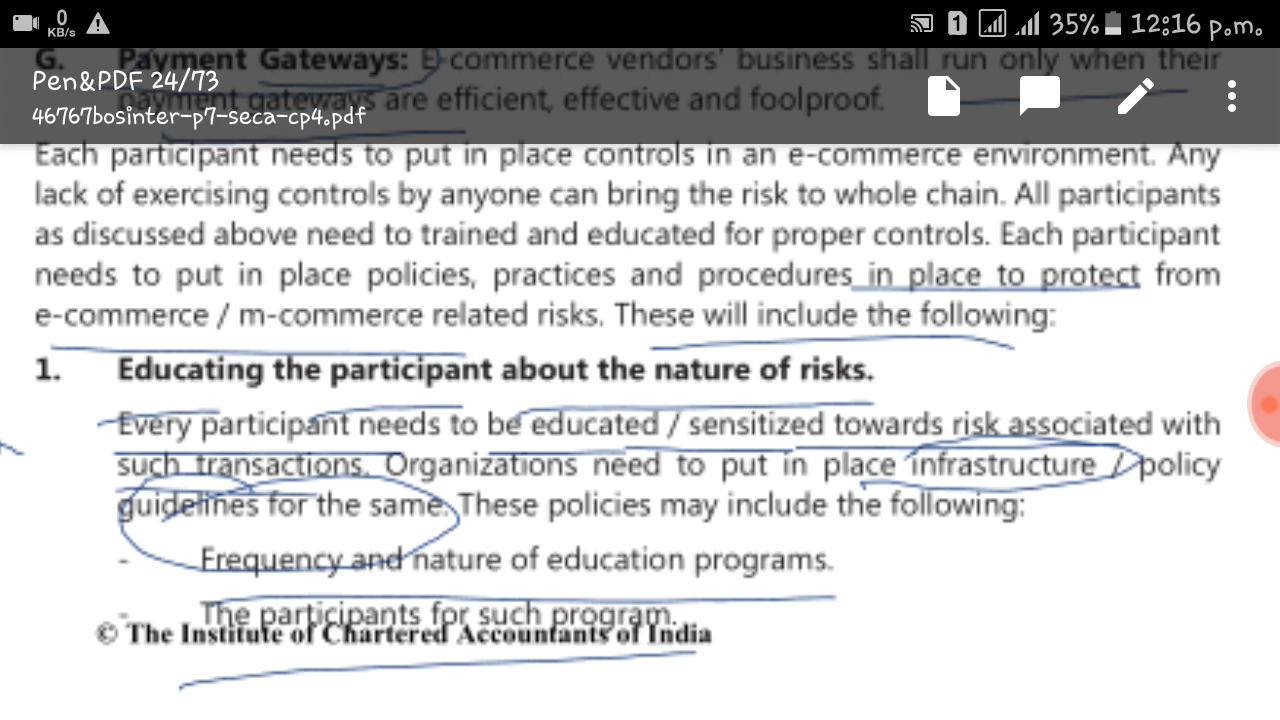 0 KB/s 1 35% 12:16 p.m.
G. Payment Gateways: E-commerce vendors' business shall run only when their
Pen&PDF 24/73
payment gateways are efficient, effective and foolproof.
46767bosinter-p7-seca-cp4.pdf
Each participant needs to put in place controls in an e-commerce environment. Any
lack of exercising controls by anyone can bring the risk to whole chain. All participants
as discussed above need to trained and educated for proper controls. Each participant
needs to put in place policies, practices and procedures in place to protect from
e-commerce / m-commerce related risks. These will include the following:
1. Educating the participant about the nature of risks.
Every participant needs to be educated / sensitized towards risk associated with
such transactions. Organizations need to put in place infrastructure / policy
guidelines for the same. These policies may include the following:
- Frequency and nature of education programs.
- The participants for such program.
© The Institute of Chartered Accountants of India